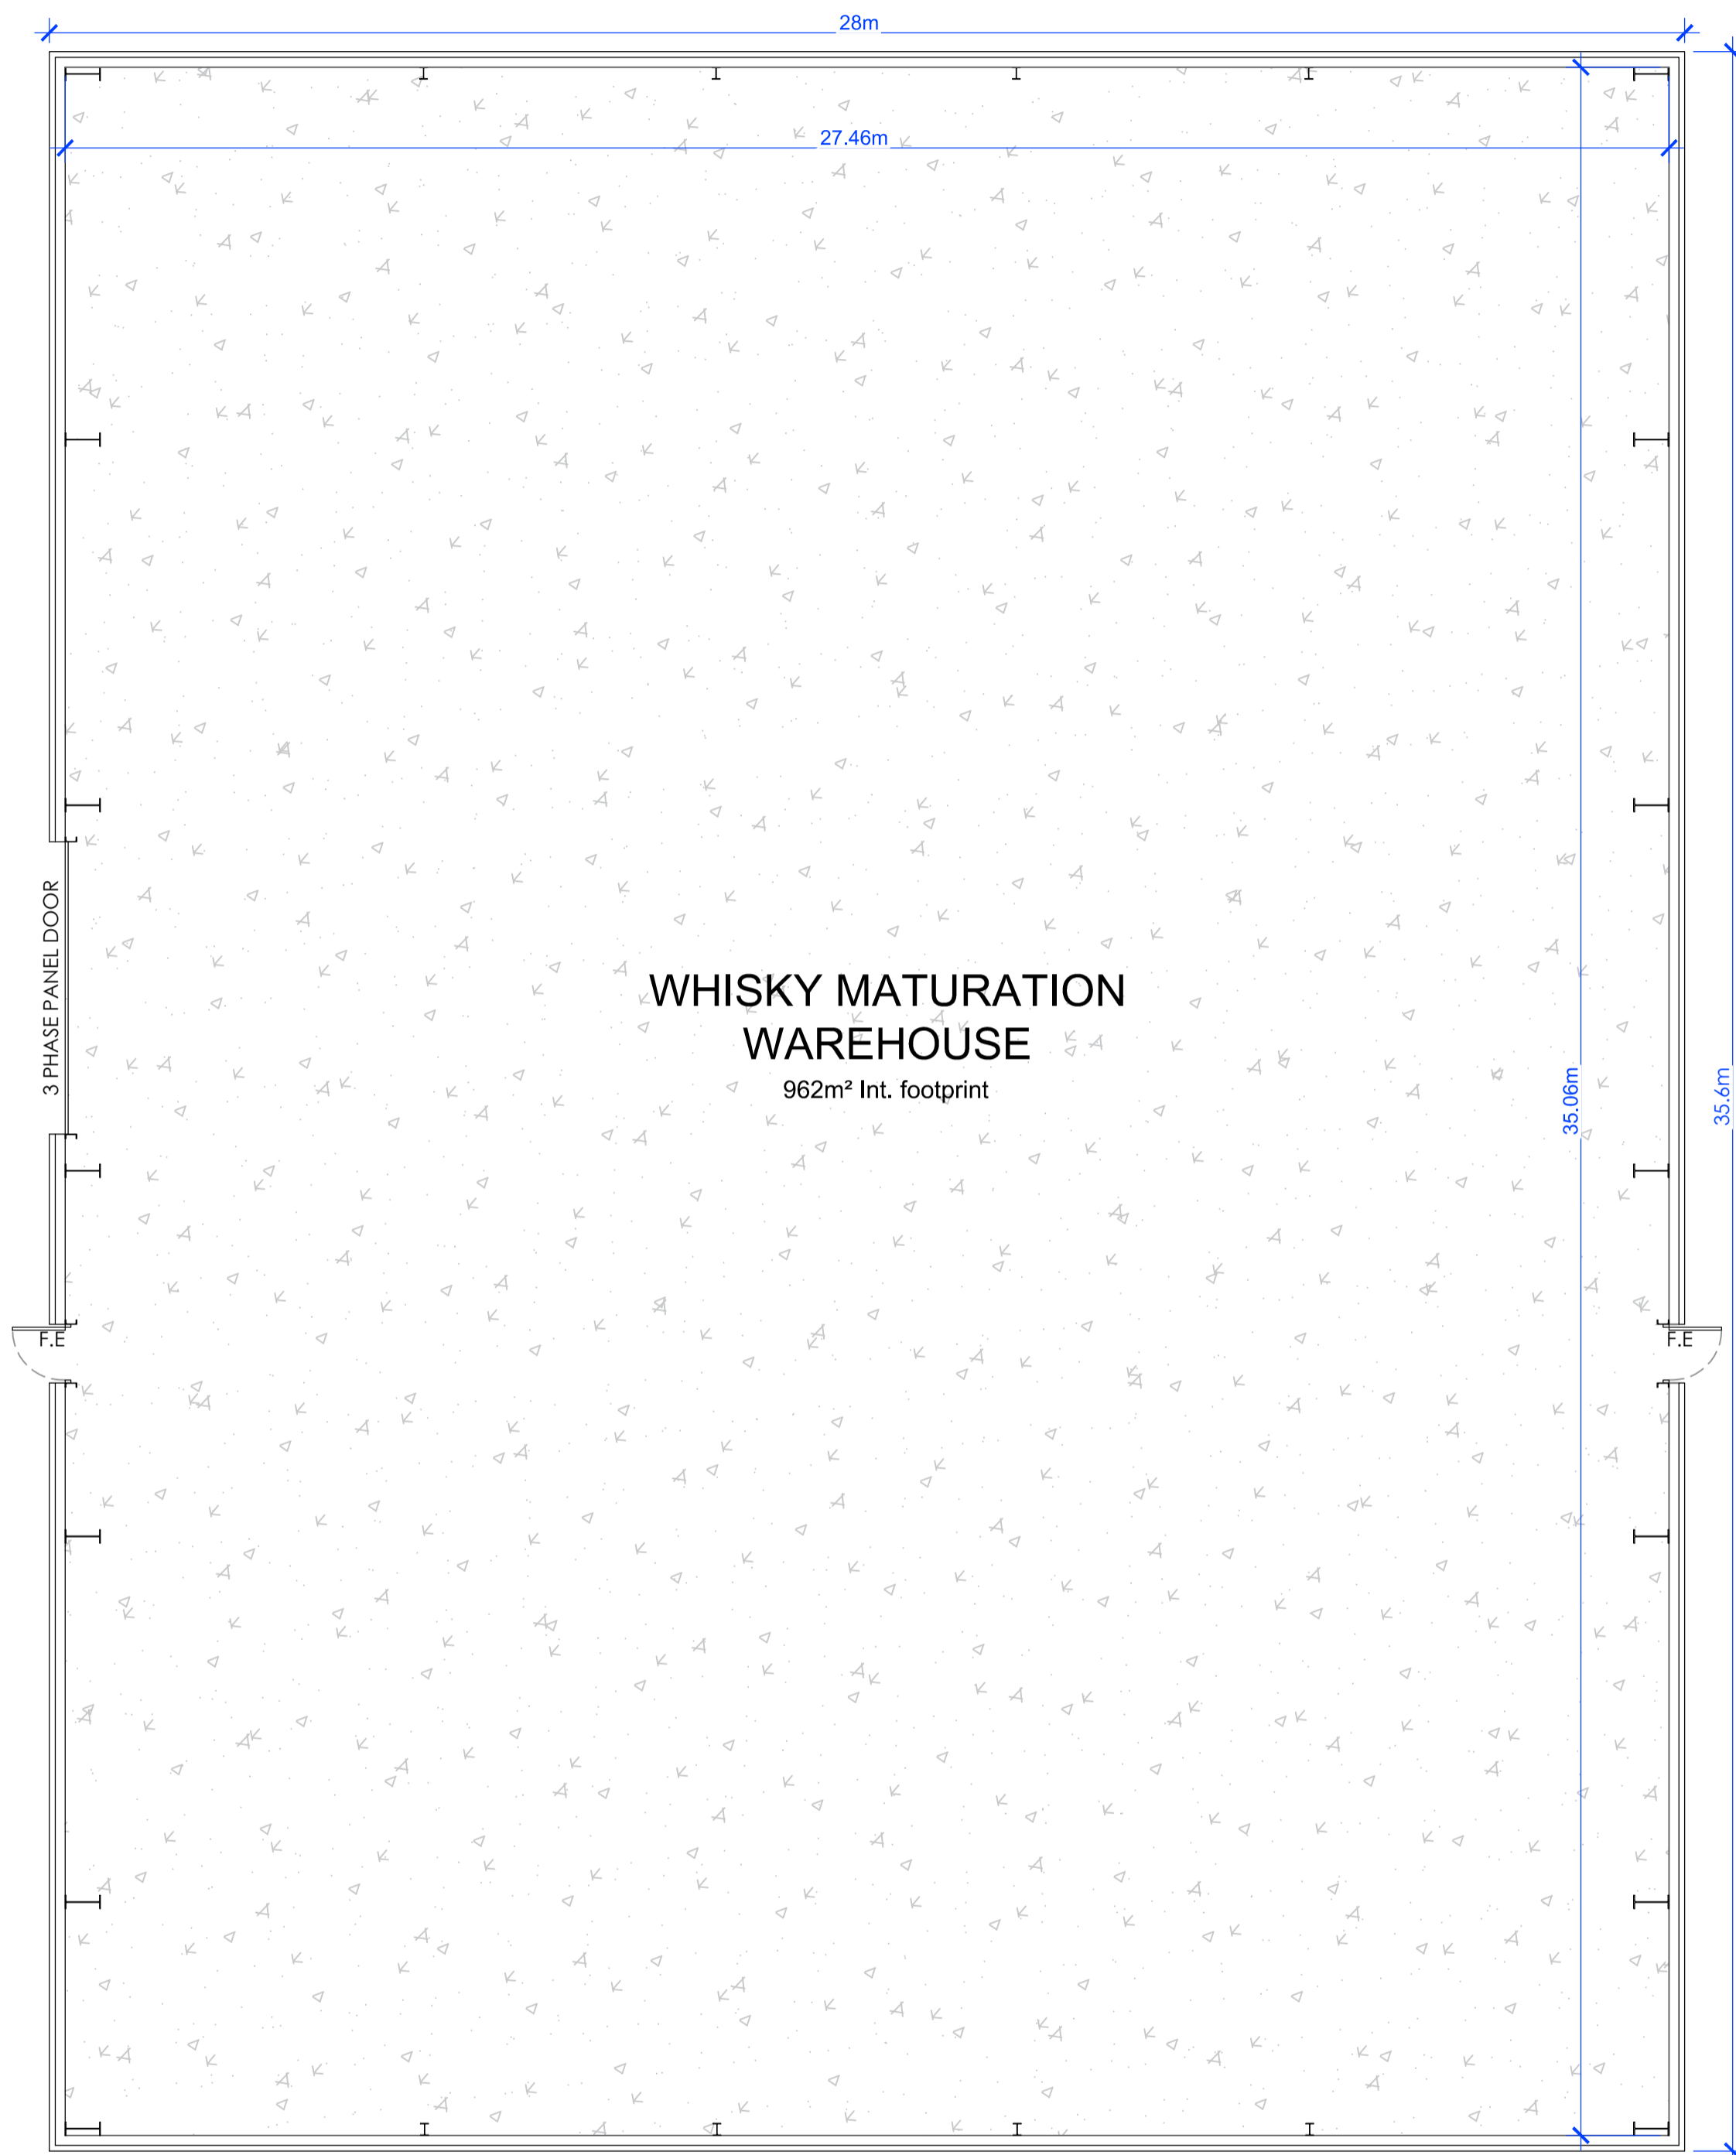 28m
27.46m
3 PHASE PANEL DOOR
WHISKY MATURATION
WAREHOUSE
962m² Int. footprint
35.06m
35.6m
F.E
F.E